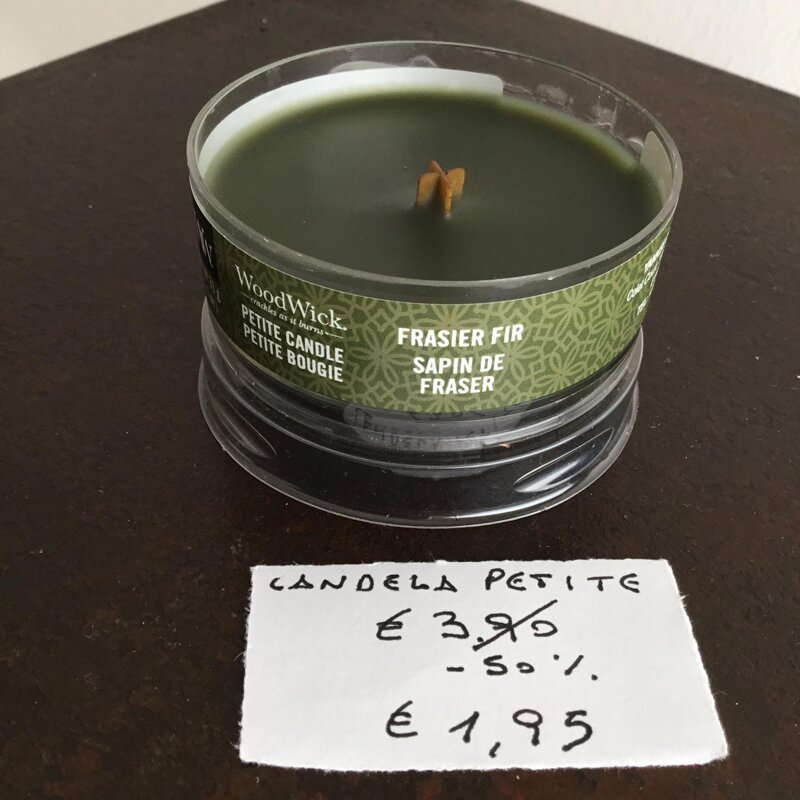 WoodWick.
crackles as it burns
PETITE CANDLE
PETITE BOUGIE
FRASIER FIR
SAPIN DE
FRASER
CANDELA PETITE
€ 3.90
-50%.
€ 1,95